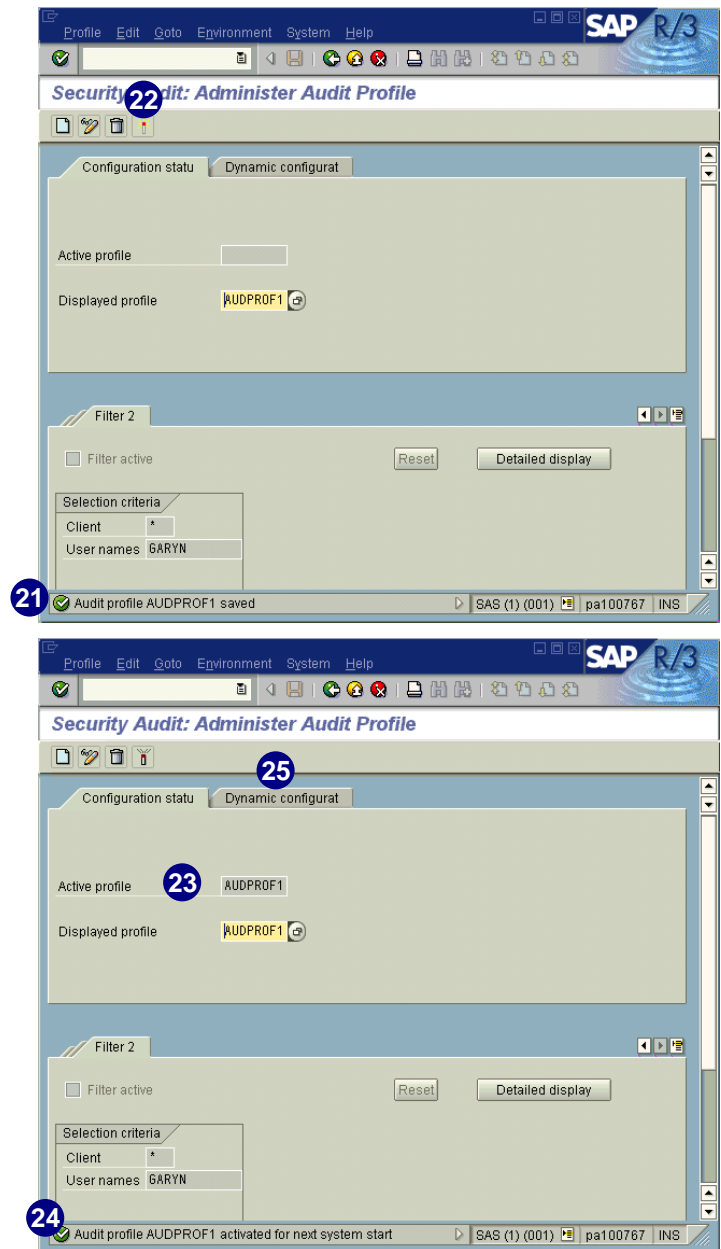 Profile Edit Goto Environment System Help
SAP R/3
Security Audit: Administer Audit Profile
22
Configuration statu Dynamic configurat
Active profile
Displayed profile AUDPROF1
Filter 2
Filter active Reset Detailed display
Selection criteria
Client *
User names GARYN
21
Audit profile AUDPROF1 saved SAS (1) (001) pa100767 INS
Profile Edit Goto Environment System Help
SAP R/3
Security Audit: Administer Audit Profile
25
Configuration statu Dynamic configurat
Active profile 23 AUDPROF1
Displayed profile AUDPROF1
Filter 2
Filter active Reset Detailed display
Selection criteria
Client *
User names GARYN
24
Audit profile AUDPROF1 activated for next system start SAS (1) (001) pa100767 INS